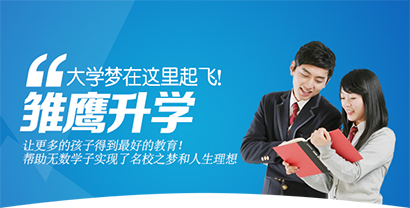 大学梦在这里起飞!
雏鹰升学
让更多的孩子得到最好的教育!
帮助无数学子实现了名校之梦和人生理想